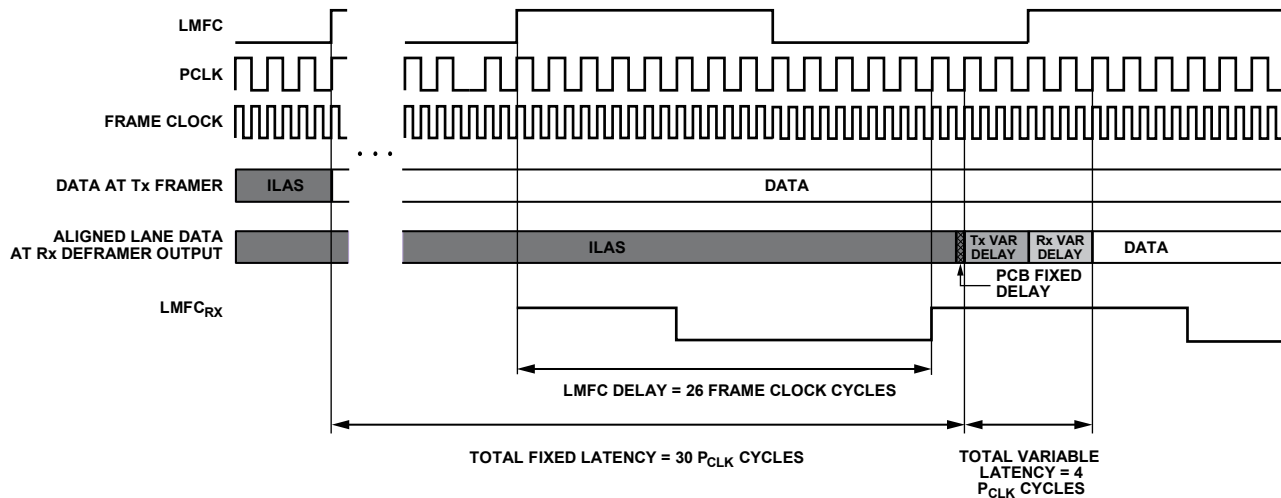 LMFC
PCLK
FRAME CLOCK
. . .
DATA AT Tx FRAMER
ILAS
DATA
ALIGNED LANE DATA
AT Rx DEFRAMER OUTPUT
ILAS
Tx VAR
DELAY
Rx VAR
DELAY
DATA
PCB FIXED
DELAY
LMFCRX
LMFC DELAY = 26 FRAME CLOCK CYCLES
TOTAL FIXED LATENCY = 30 PCLK CYCLES
TOTAL VARIABLE
LATENCY = 4
PCLK CYCLES